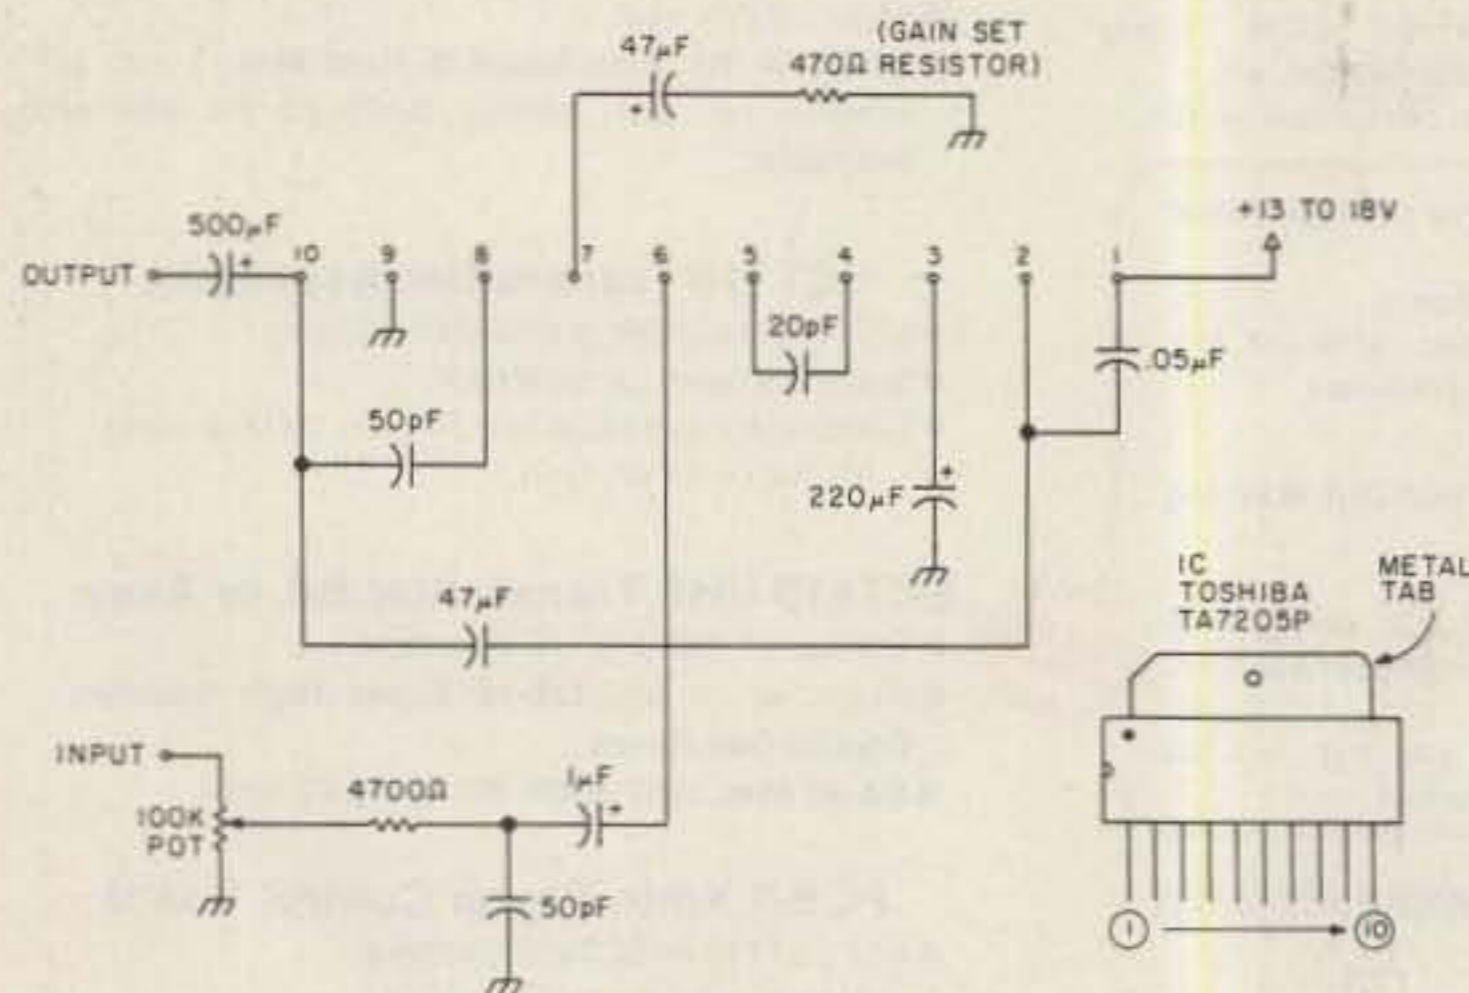 (GAIN SET
47µF 470Ω RESISTOR)
+13 TO 18V
500µF
OUTPUT
+
10 9 8 7 6 5 4 3 2 1
20pF
.05µF
50pF
220µF
+
IC
TOSHIBA
TA7205P
METAL
TAB
47µF
INPUT
4700Ω
1µF
+
100K
POT
50pF
1 10